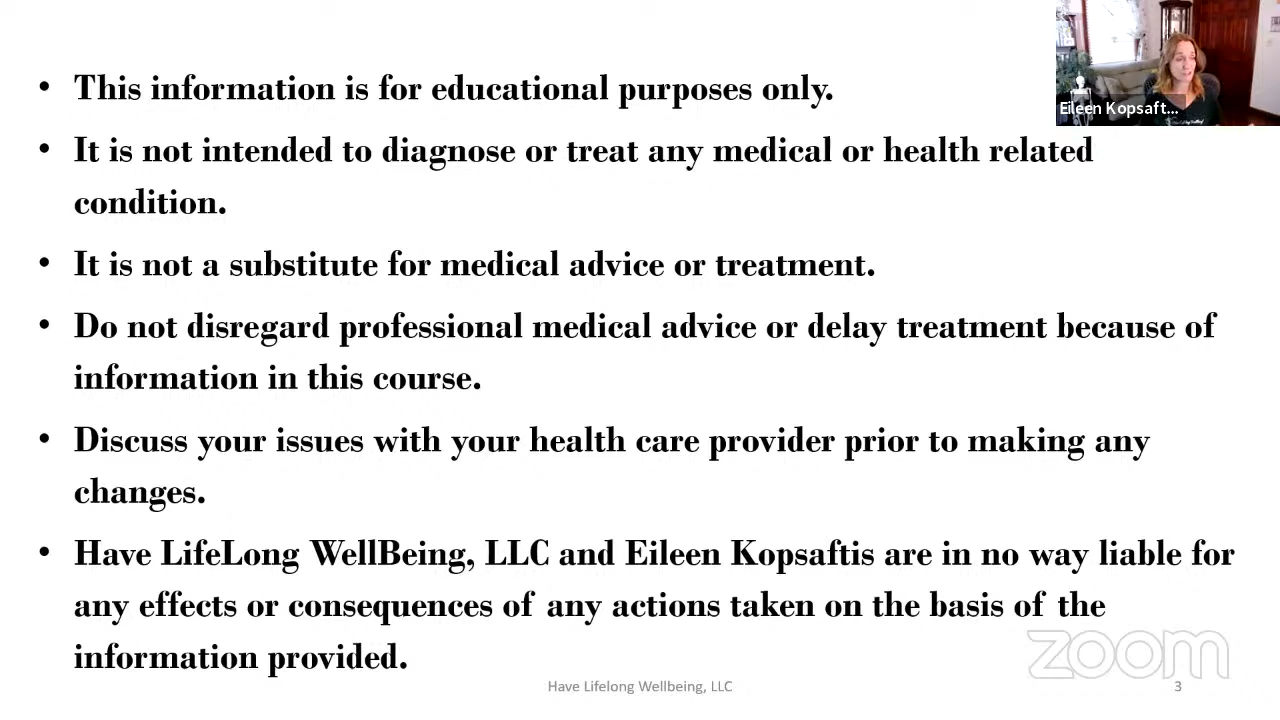 • This information is for educational purposes only.
Eileen Kopsaft...
• It is not intended to diagnose or treat any medical or health related
condition.
• It is not a substitute for medical advice or treatment.
• Do not disregard professional medical advice or delay treatment because of
information in this course.
• Discuss your issues with your health care provider prior to making any
changes.
• Have LifeLong WellBeing, LLC and Eileen Kopsaftis are in no way liable for
any effects or consequences of any actions taken on the basis of the
information provided.
zoom
Have Lifelong Wellbeing, LLC
3